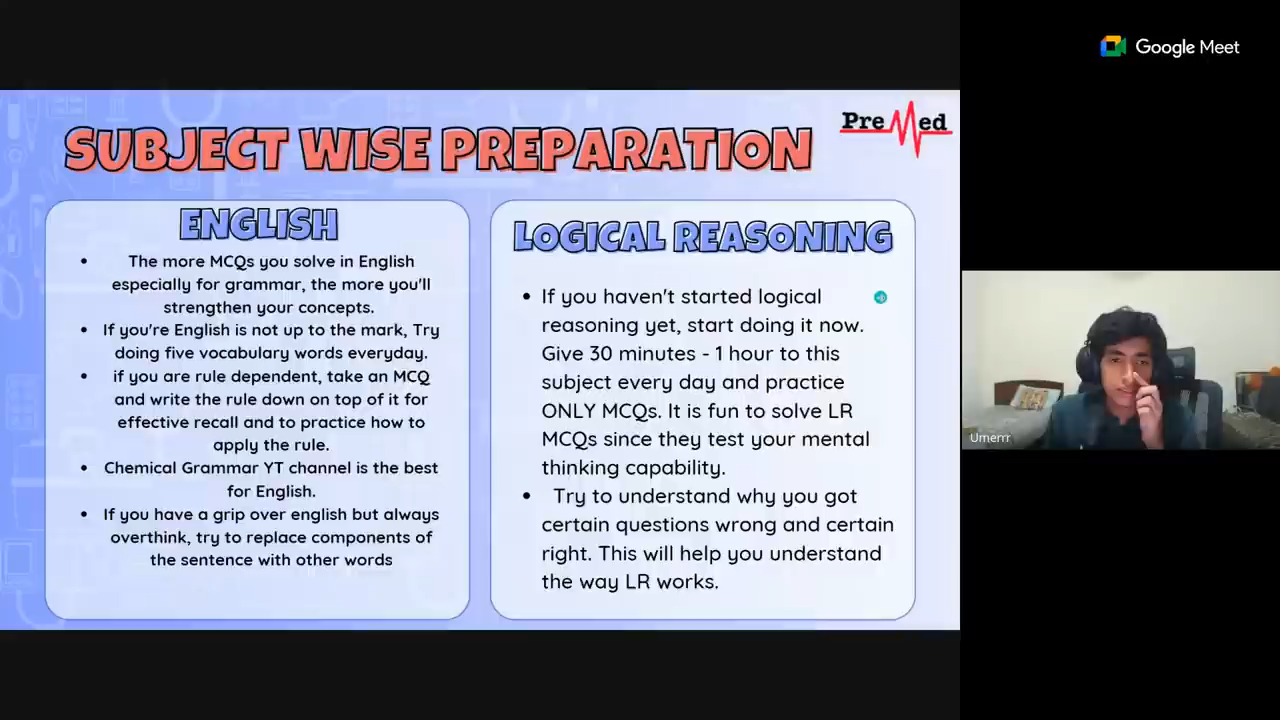 Google Meet
PreMed
SUBJECT WISE PREPARATION
ENGLISH
• The more MCQs you solve in English
especially for grammar, the more you'll
strengthen your concepts.
• If you're English is not up to the mark, Try
doing five vocabulary words everyday.
• if you are rule dependent, take an MCQ
and write the rule down on top of it for
effective recall and to practice how to
apply the rule.
• Chemical Grammar YT channel is the best
for English.
• If you have a grip over english but always
overthink, try to replace components of
the sentence with other words
LOGICAL REASONING
• If you haven't started logical
reasoning yet, start doing it now.
Give 30 minutes - 1 hour to this
subject every day and practice
ONLY MCQs. It is fun to solve LR
MCQs since they test your mental
thinking capability.
• Try to understand why you got
certain questions wrong and certain
right. This will help you understand
the way LR works.
Umerrr